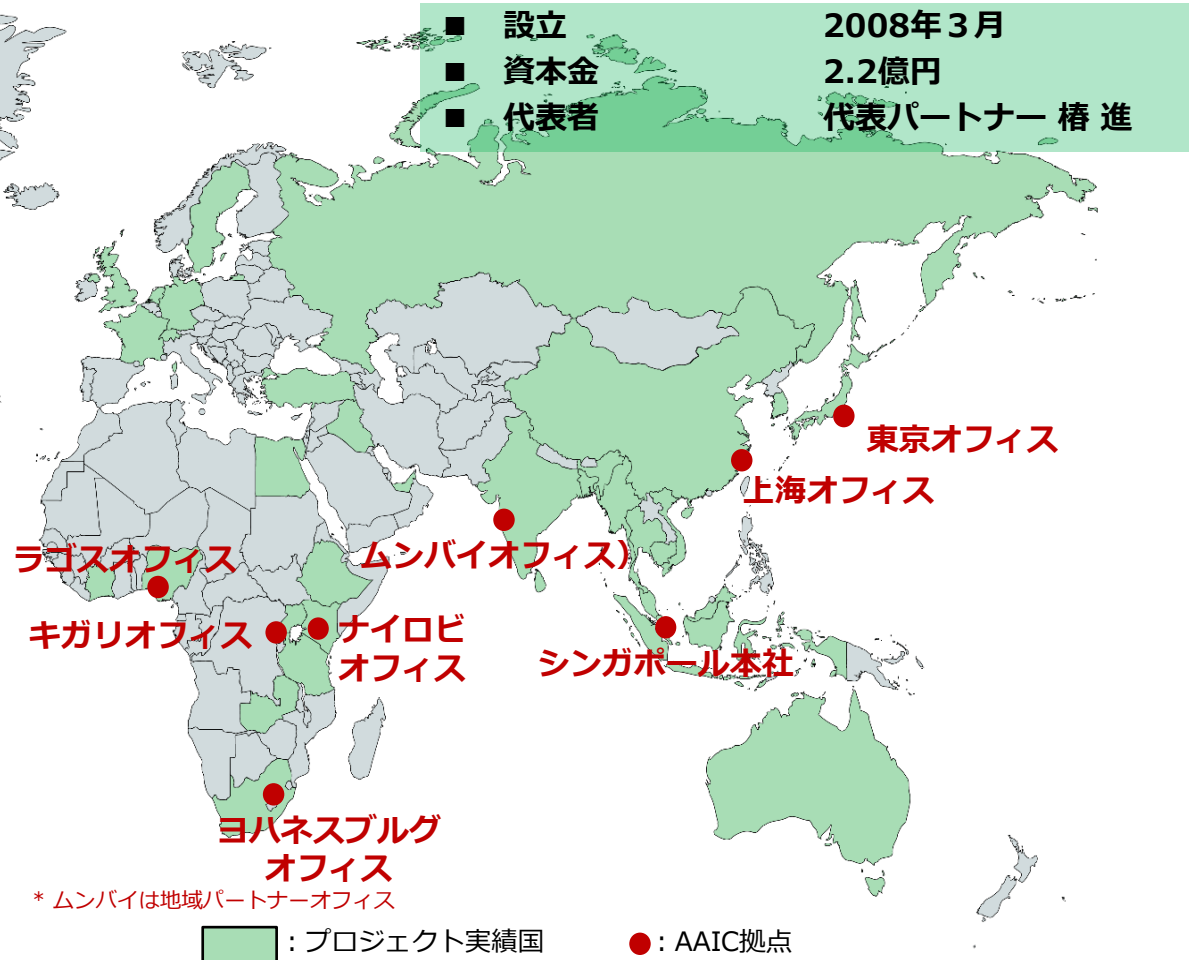 ■ 設立 2008年3月
■ 資本金 2.2億円
■ 代表者 代表パートナー 椿 進
東京オフィス
上海オフィス
ムンバイオフィス）
ラゴスオフィス
キガリオフィス
ナイロビ
オフィス
シンガポール本社
ヨハネスブルグ
オフィス
* ムンバイは地域パートナーオフィス
：プロジェクト実績国
：AAIC拠点